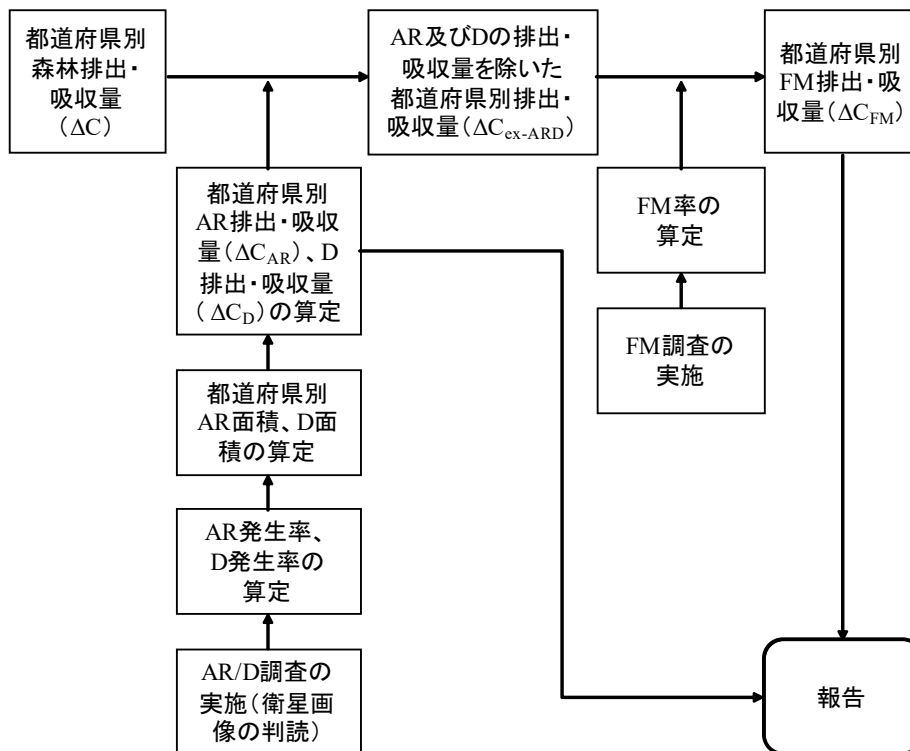 都道府県別
森林排出・
吸収量
(ΔC)
AR及びDの排出・
吸収量を除いた
都道府県別排出・
吸収量(ΔCex-ARD)
都道府県別
FM排出・吸
収量(ΔCFM)
都道府県別
AR排出・吸収
量(ΔCAR)、D
排出・吸収量
(ΔCD)の算定
FM率の
算定
FM調査の
実施
都道府県別
AR面積、D面
積の算定
AR発生率、
D発生率の
算定
AR/D調査の
実施(衛星画
像の判読)
報告